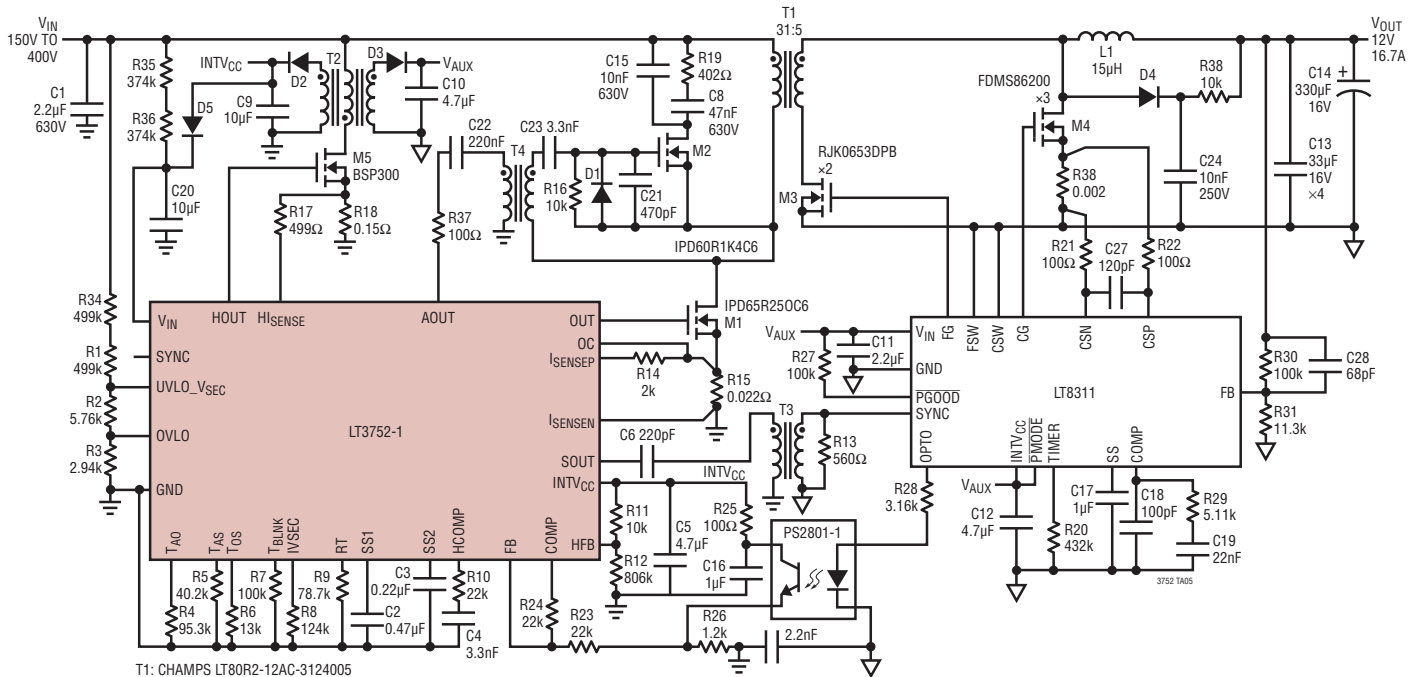 VIN
150V TO
400V
C1
2.2µF
630V
R35
374k
R36
374k
D5
C20
10µF
INTVCC
D2
C9
10µF
T2
D3
VAUX
C10
4.7µF
M5
BSP300
R17
499Ω
R18
0.15Ω
C22
220nF
R37
100Ω
T4
C23 3.3nF
R16
10k
D1
C21
470pF
C15
10nF
630V
R19
402Ω
C8
47nF
630V
M2
IPD60R1K4C6
T1
31:5
RJK0653DPB
×2
M3
FDMS86200
×3
M4
L1
15µH
D4
R38
10k
R38
0.002
C24
10nF
250V
C14
330µF
16V
+
C13
33µF
16V
×4
VOUT
12V
16.7A
R21
100Ω
C27
120pF
R22
100Ω
R34
499k
R1
499k
R2
5.76k
R3
2.94k
VIN
SYNC
UVLO_VSEC
OVLO
GND
HOUT
HISENSE
AOUT
LT3752-1
OUT
OC
ISENSEP
ISENSEN
SOUT
INTVCC
HFB
TAO
TAS
TOS
TBLNK
IVSEC
RT
SS1
SS2
HCOMP
FB
COMP
IPD65R25OC6
M1
R14
2k
R15
0.022Ω
C6 220pF
T3
INTVCC
R13
560Ω
R11
10k
R12
806k
C5
4.7µF
R25
100Ω
C16
1µF
PS2801-1
R28
3.16k
VAUX
R27
100k
C11
2.2µF
VIN
GND
PGOOD
SYNC
OPTO
FG
FSW
CSW
CG
CSN
CSP
LT8311
FB
INTVCC
PMODE
TIMER
SS
COMP
R30
100k
C28
68pF
R31
11.3k
VAUX
C12
4.7µF
R20
432k
C17
1µF
C18
100pF
R29
5.11k
C19
22nF
3752 TA05
R4
95.3k
R5
40.2k
R6
13k
R7
100k
R8
124k
R9
78.7k
C2
0.47µF
C3
0.22µF
R10
22k
C4
3.3nF
R24
22k
R23
22k
R26
1.2k
2.2nF
T1: CHAMPS LT80R2-12AC-3124005